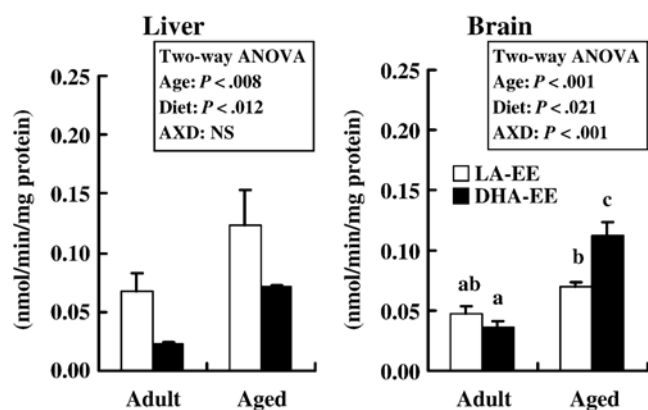 Liver
Two-way ANOVA
Age: P < .008
Diet: P < .012
AXD: NS
(nmol/min/mg protein)
0.25
0.20
0.15
0.10
0.05
0.00
Adult
Aged
Brain
Two-way ANOVA
Age: P < .001
Diet: P < .021
AXD: P < .001
LA-EE
DHA-EE
(nmol/min/mg protein)
0.25
0.20
0.15
0.10
0.05
0.00
ab
a
b
c
Adult
Aged